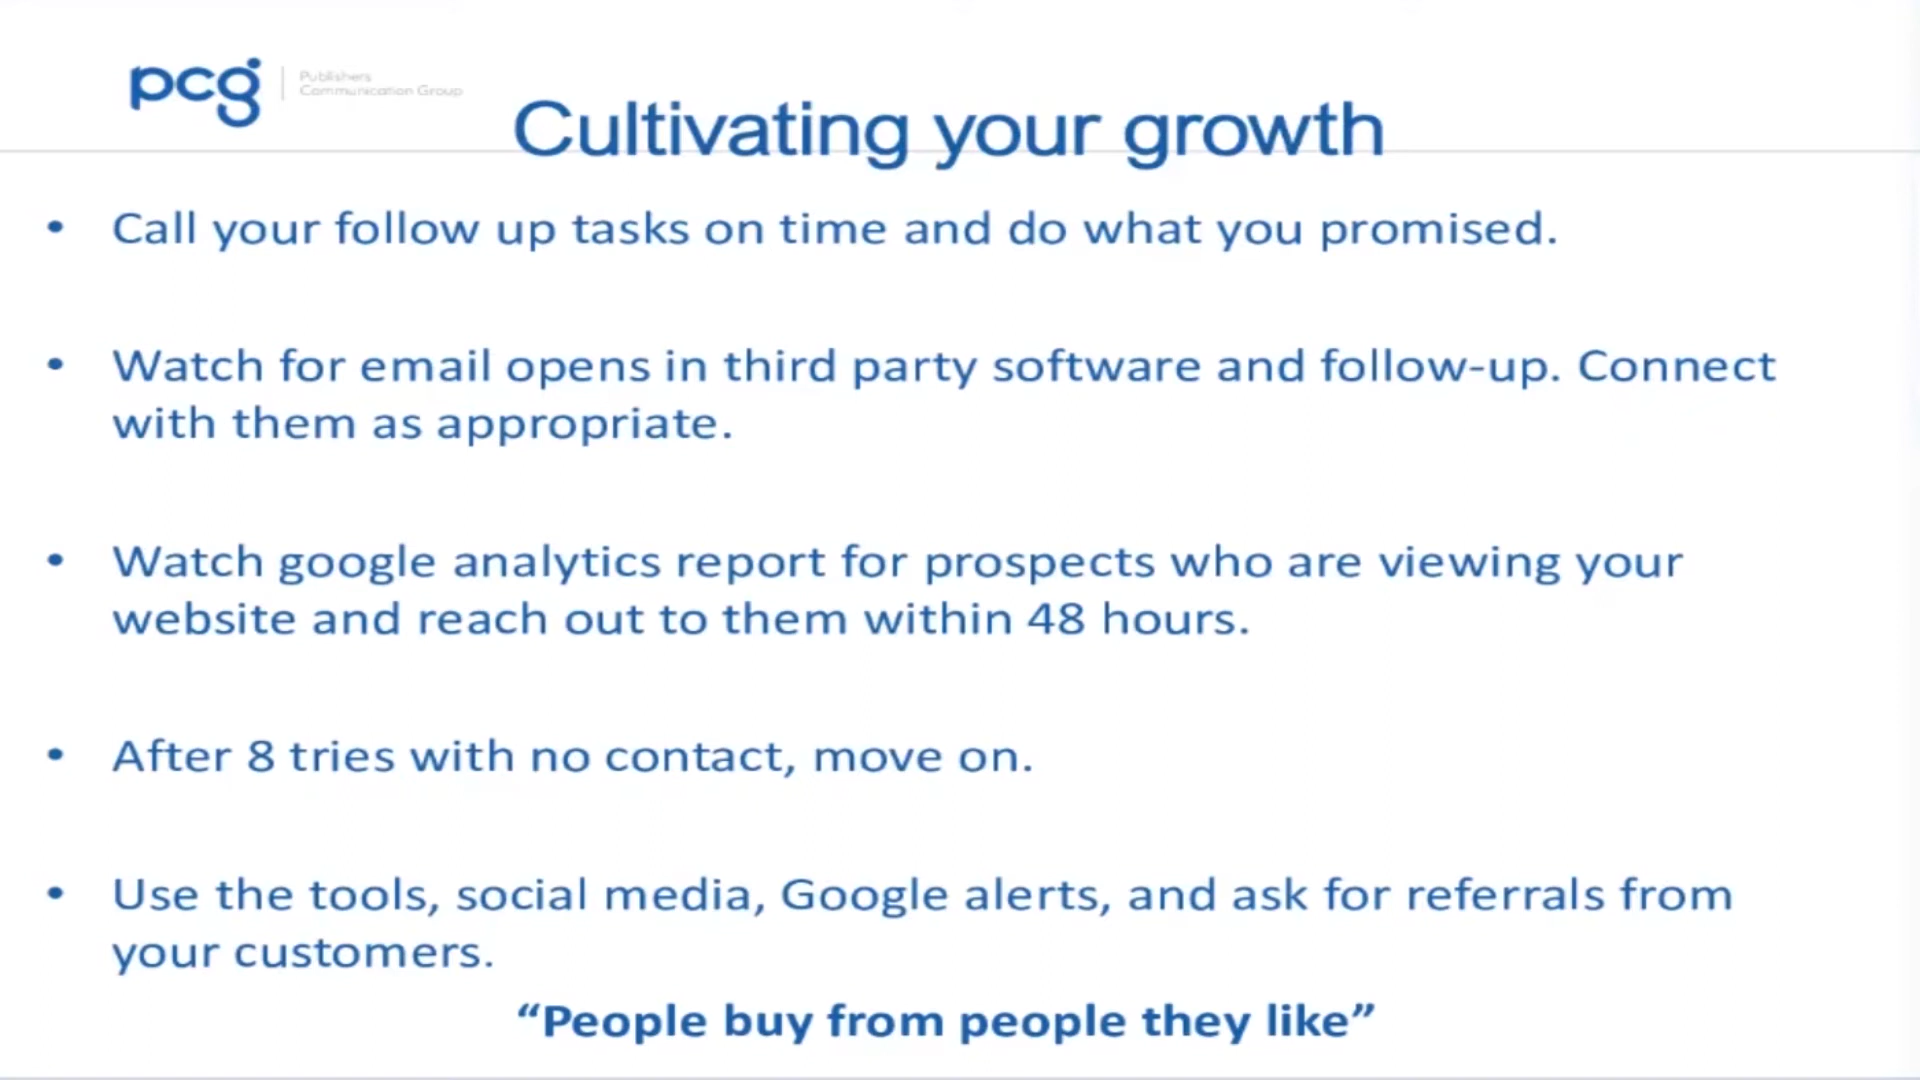 pcg
Publishers
Communication Group
Cultivating your growth
• Call your follow up tasks on time and do what you promised.
• Watch for email opens in third party software and follow-up. Connect
with them as appropriate.
• Watch google analytics report for prospects who are viewing your
website and reach out to them within 48 hours.
• After 8 tries with no contact, move on.
• Use the tools, social media, Google alerts, and ask for referrals from
your customers.
“People buy from people they like”